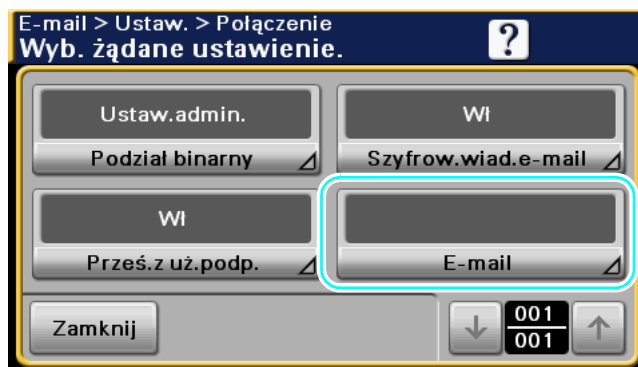 E-mail > Ustaw. > Połączenie
Wyb. żądane ustawienie.
?
Ustaw.admin.
Podział binarny
Wł
Szyfrow.wiad.e-mail
Wł
Prześ.z uż.podp.
E-mail
Zamknij
001
001